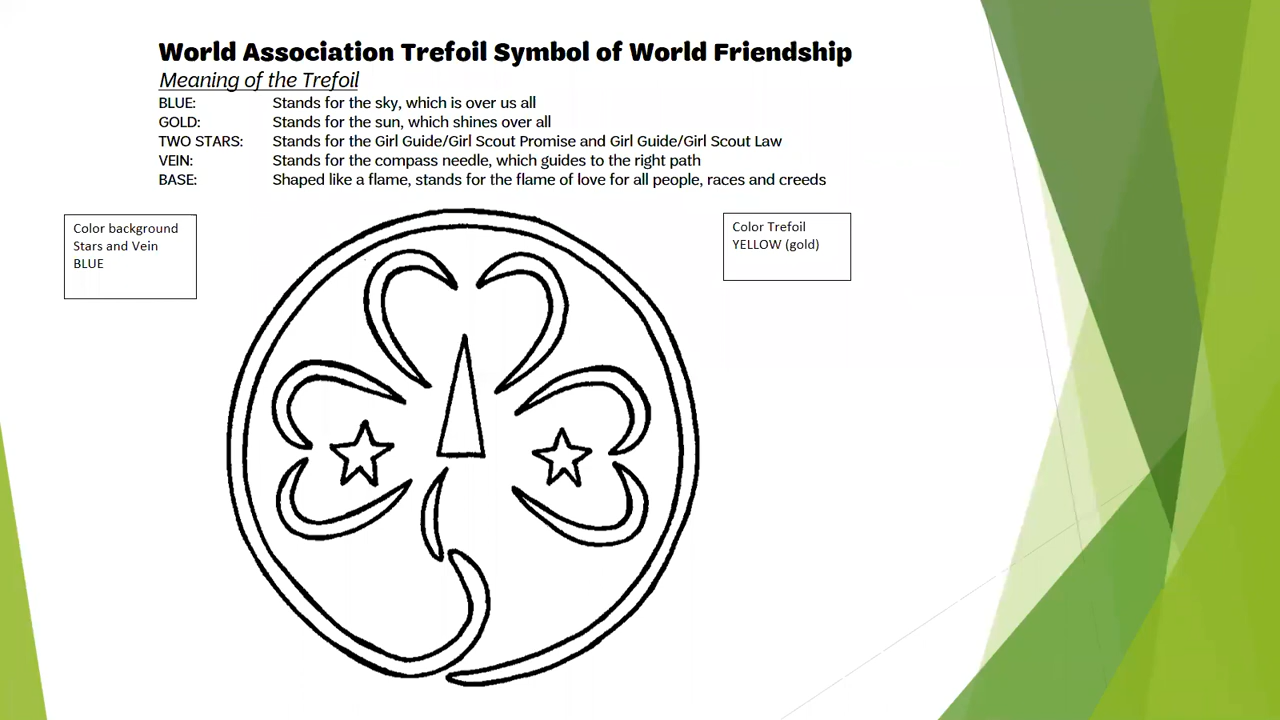 World Association Trefoil Symbol of World Friendship
Meaning of the Trefoil
BLUE: Stands for the sky, which is over us all
GOLD: Stands for the sun, which shines over all
TWO STARS: Stands for the Girl Guide/Girl Scout Promise and Girl Guide/Girl Scout Law
VEIN: Stands for the compass needle, which guides to the right path
BASE: Shaped like a flame, stands for the flame of love for all people, races and creeds
Color background
Stars and Vein
BLUE
Color Trefoil
YELLOW (gold)